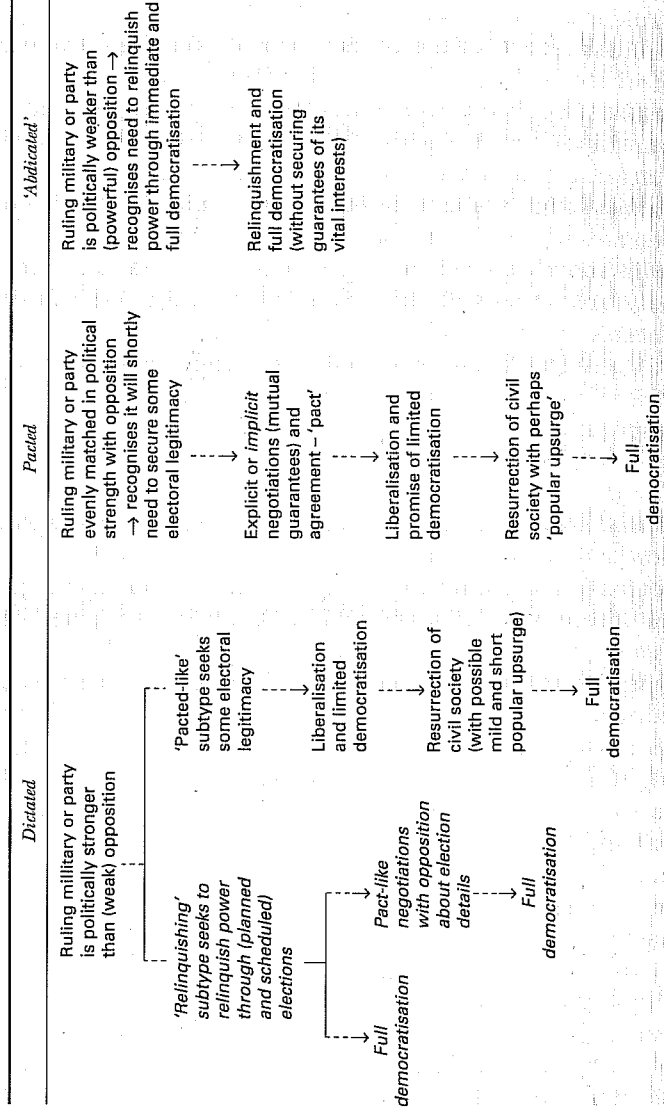 Dictated
Ruling military or party
is politically stronger
than (weak) opposition
'Relinquishing'
subtype seeks to
relinquish power
through (planned
and scheduled)
elections
Full
democratisation
Pact-like
negotiations
with opposition
about election
details
Full
democratisation
'Pacted-like'
subtype seeks
some electoral
legitimacy
Liberalisation
and limited
democratisation
Resurrection of
civil society
(with possible
mild and short
popular upsurge)
Full
democratisation
Pacted
Ruling military or party
evenly matched in political
strength with opposition
→ recognises it will shortly
need to secure some
electoral legitimacy
Explicit or implicit
negotiations (mutual
guarantees) and
agreement – 'pact'
Liberalisation and
promise of limited
democratisation
Resurrection of civil
society with perhaps
'popular upsurge'
Full
democratisation
'Abdicated'
Ruling military or party
is politically weaker than
(powerful) opposition →
recognises need to relinquish
power through immediate and
full democratisation
Relinquishment and
full democratisation
(without securing
guarantees of its
vital interests)